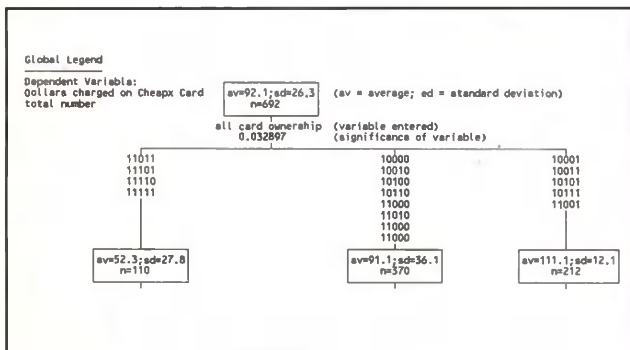 Global Legend
Dependent Variable:
Dollars charged on Cheapx Card
total number
av=92.1;sd=26.3
n=692
(av = average; ed = standard deviation)
all card ownership (variable entered)
0.032897 (significance of variable)
11011
11101
11110
11111
10000
10010
10100
10110
11000
11010
11000
11000
10001
10011
10101
10111
11001
av=52.3;sd=27.8
n=110
av=91.1;sd=36.1
n=370
av=111.1;sd=12.1
n=212